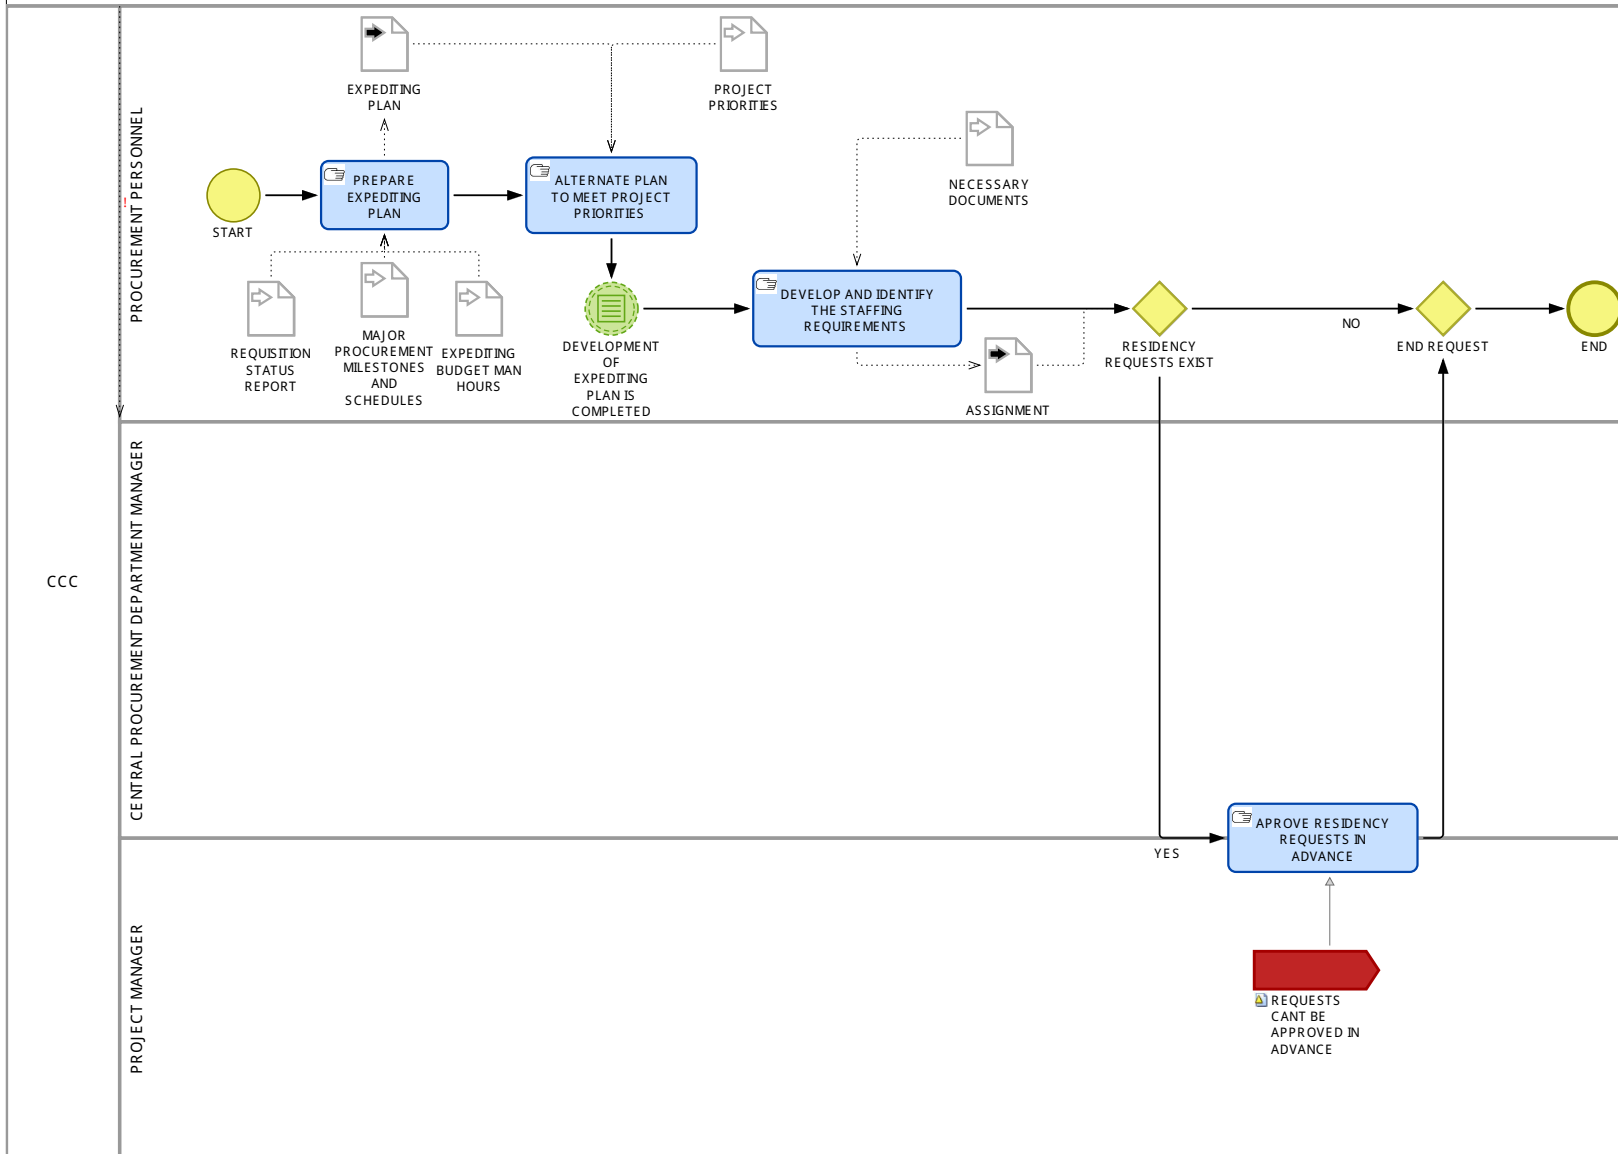 CCC
PROCUREMENT PERSONNEL
!
EXPEDITING
PLAN
PROJECT
PRIORITIES
START
PREPARE
EXPEDITING
PLAN
ALTERNATE PLAN
TO MEET PROJECT
PRIORITIES
NECESSARY
DOCUMENTS
REQUISITION
STATUS
REPORT
MAJOR
PROCUREMENT
MILESTONES
AND
SCHEDULES
EXPEDITING
BUDGET MAN
HOURS
DEVELOPMENT
OF
EXPEDITING
PLAN IS
COMPLETED
DEVELOP AND IDENTIFY
THE STAFFING
REQUIREMENTS
ASSIGNMENT
RESIDENCY
REQUESTS EXIST
NO
END REQUEST
END
CENTRAL PROCUREMENT DEPARTMENT MANAGER
YES
APROVE RESIDENCY
REQUESTS IN
ADVANCE
PROJECT MANAGER
REQUESTS
CANT BE
APPROVED IN
ADVANCE